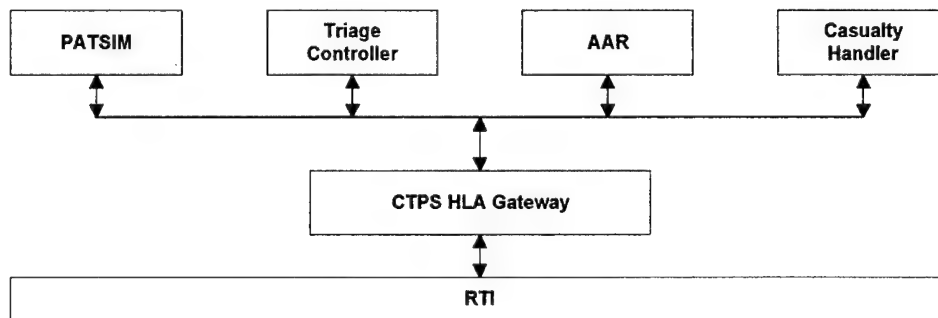 PATSIM
Triage
Controller
AAR
Casualty
Handler
CTPS HLA Gateway
RTI